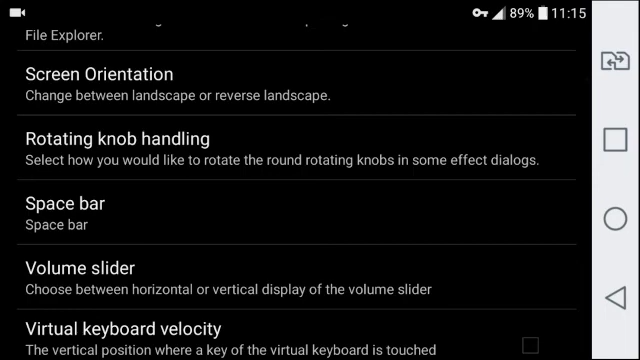 89% 11:15
File Explorer.
Screen Orientation
Change between landscape or reverse landscape.
Rotating knob handling
Select how you would like to rotate the round rotating knobs in some effect dialogs.
Space bar
Space bar
Volume slider
Choose between horizontal or vertical display of the volume slider
Virtual keyboard velocity
The vertical position where a key of the virtual keyboard is touched